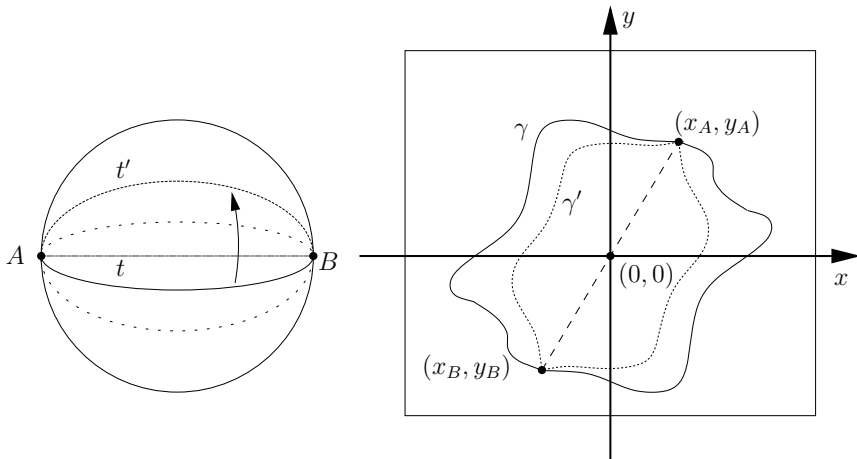 t′
A
t
B
y
γ
(x_A, y_A)
γ′
(0, 0)
x
(x_B, y_B)